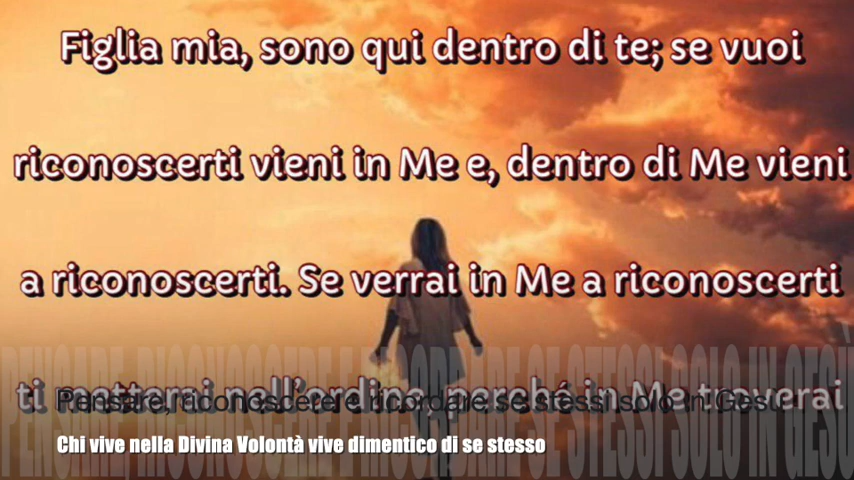 Figlia mia, sono qui dentro di te; se vuoi
riconoscerti vieni in Me e, dentro di Me vieni
a riconoscerti. Se verrai in Me a riconoscerti
ti metterai nell'ordine, perché in Me troverai
PENSARE, RICONOSCERE E RICORDARE SE STESSI SOLO IN GESÙ
Pensare, riconoscere e ricordare se stessi solo in Gesù
Chi vive nella Divina Volontà vive dimentico di se stesso